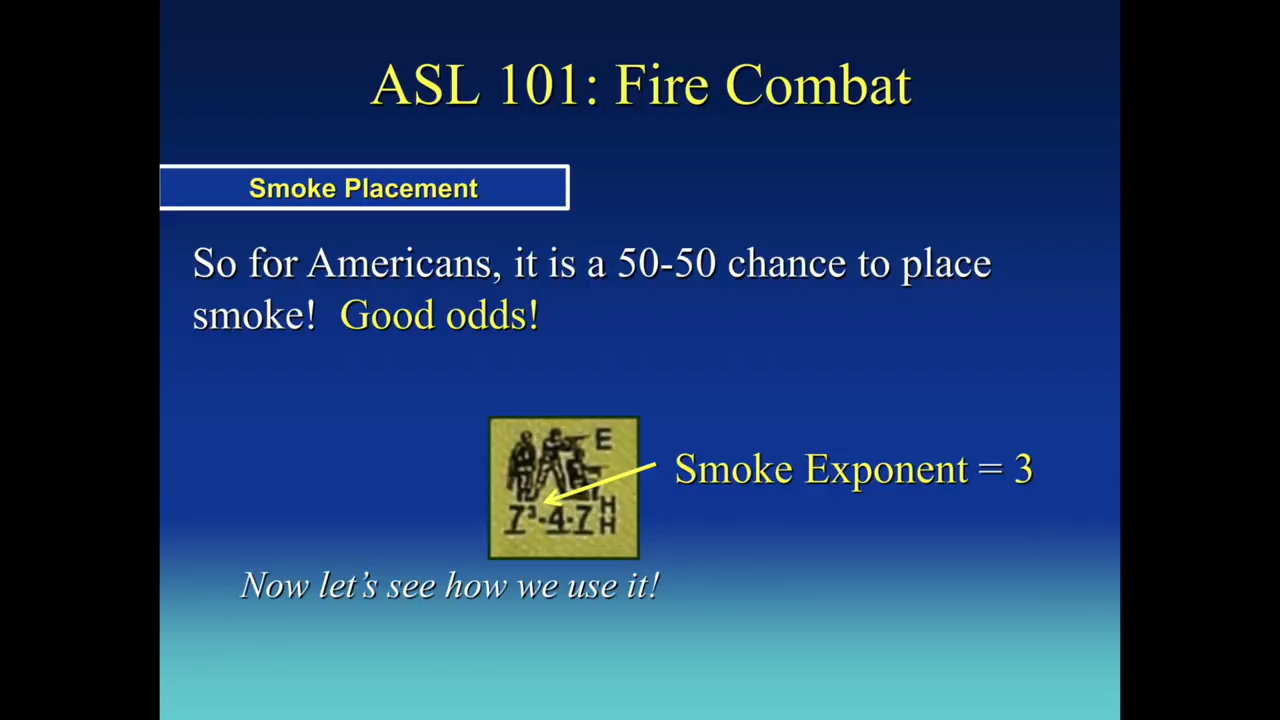 ASL 101: Fire Combat
Smoke Placement
So for Americans, it is a 50-50 chance to place
smoke! Good odds!
E
Smoke Exponent = 3
7³-4-7 H
H
Now let's see how we use it!